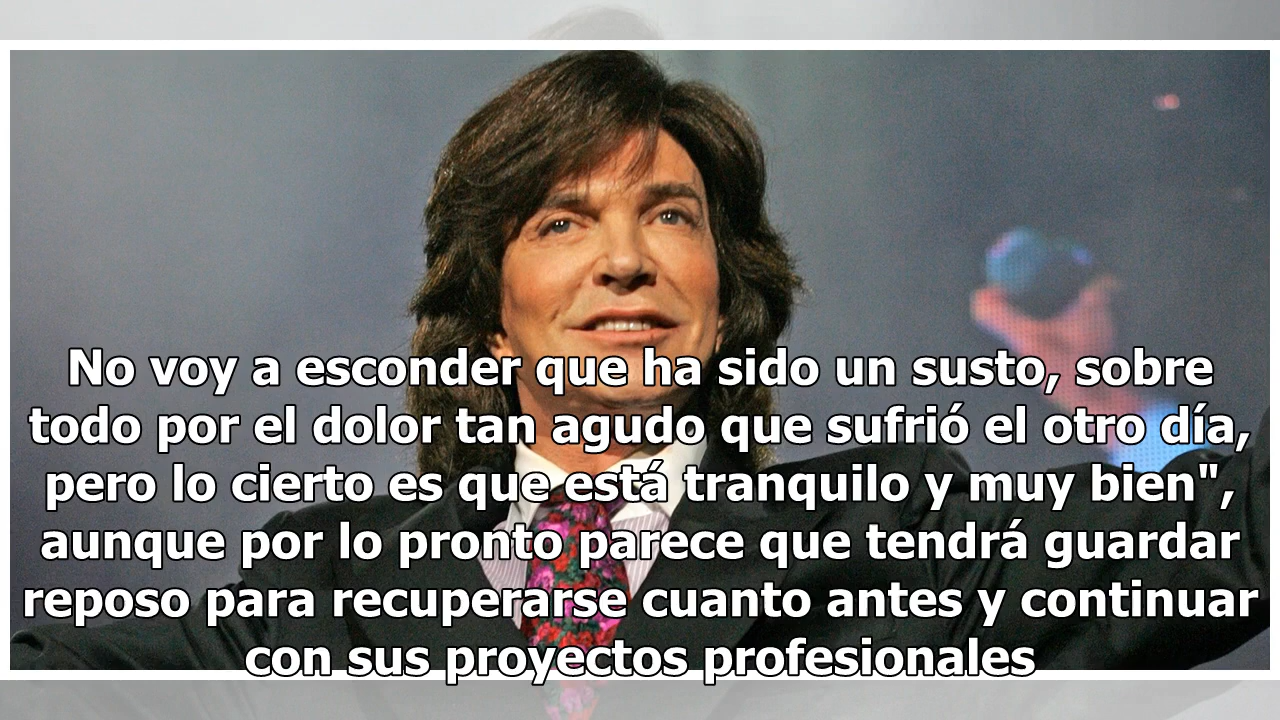 No voy a esconder que ha sido un susto, sobre
todo por el dolor tan agudo que sufrió el otro día,
pero lo cierto es que está tranquilo y muy bien",
aunque por lo pronto parece que tendrá guardar
reposo para recuperarse cuanto antes y continuar
con sus proyectos profesionales